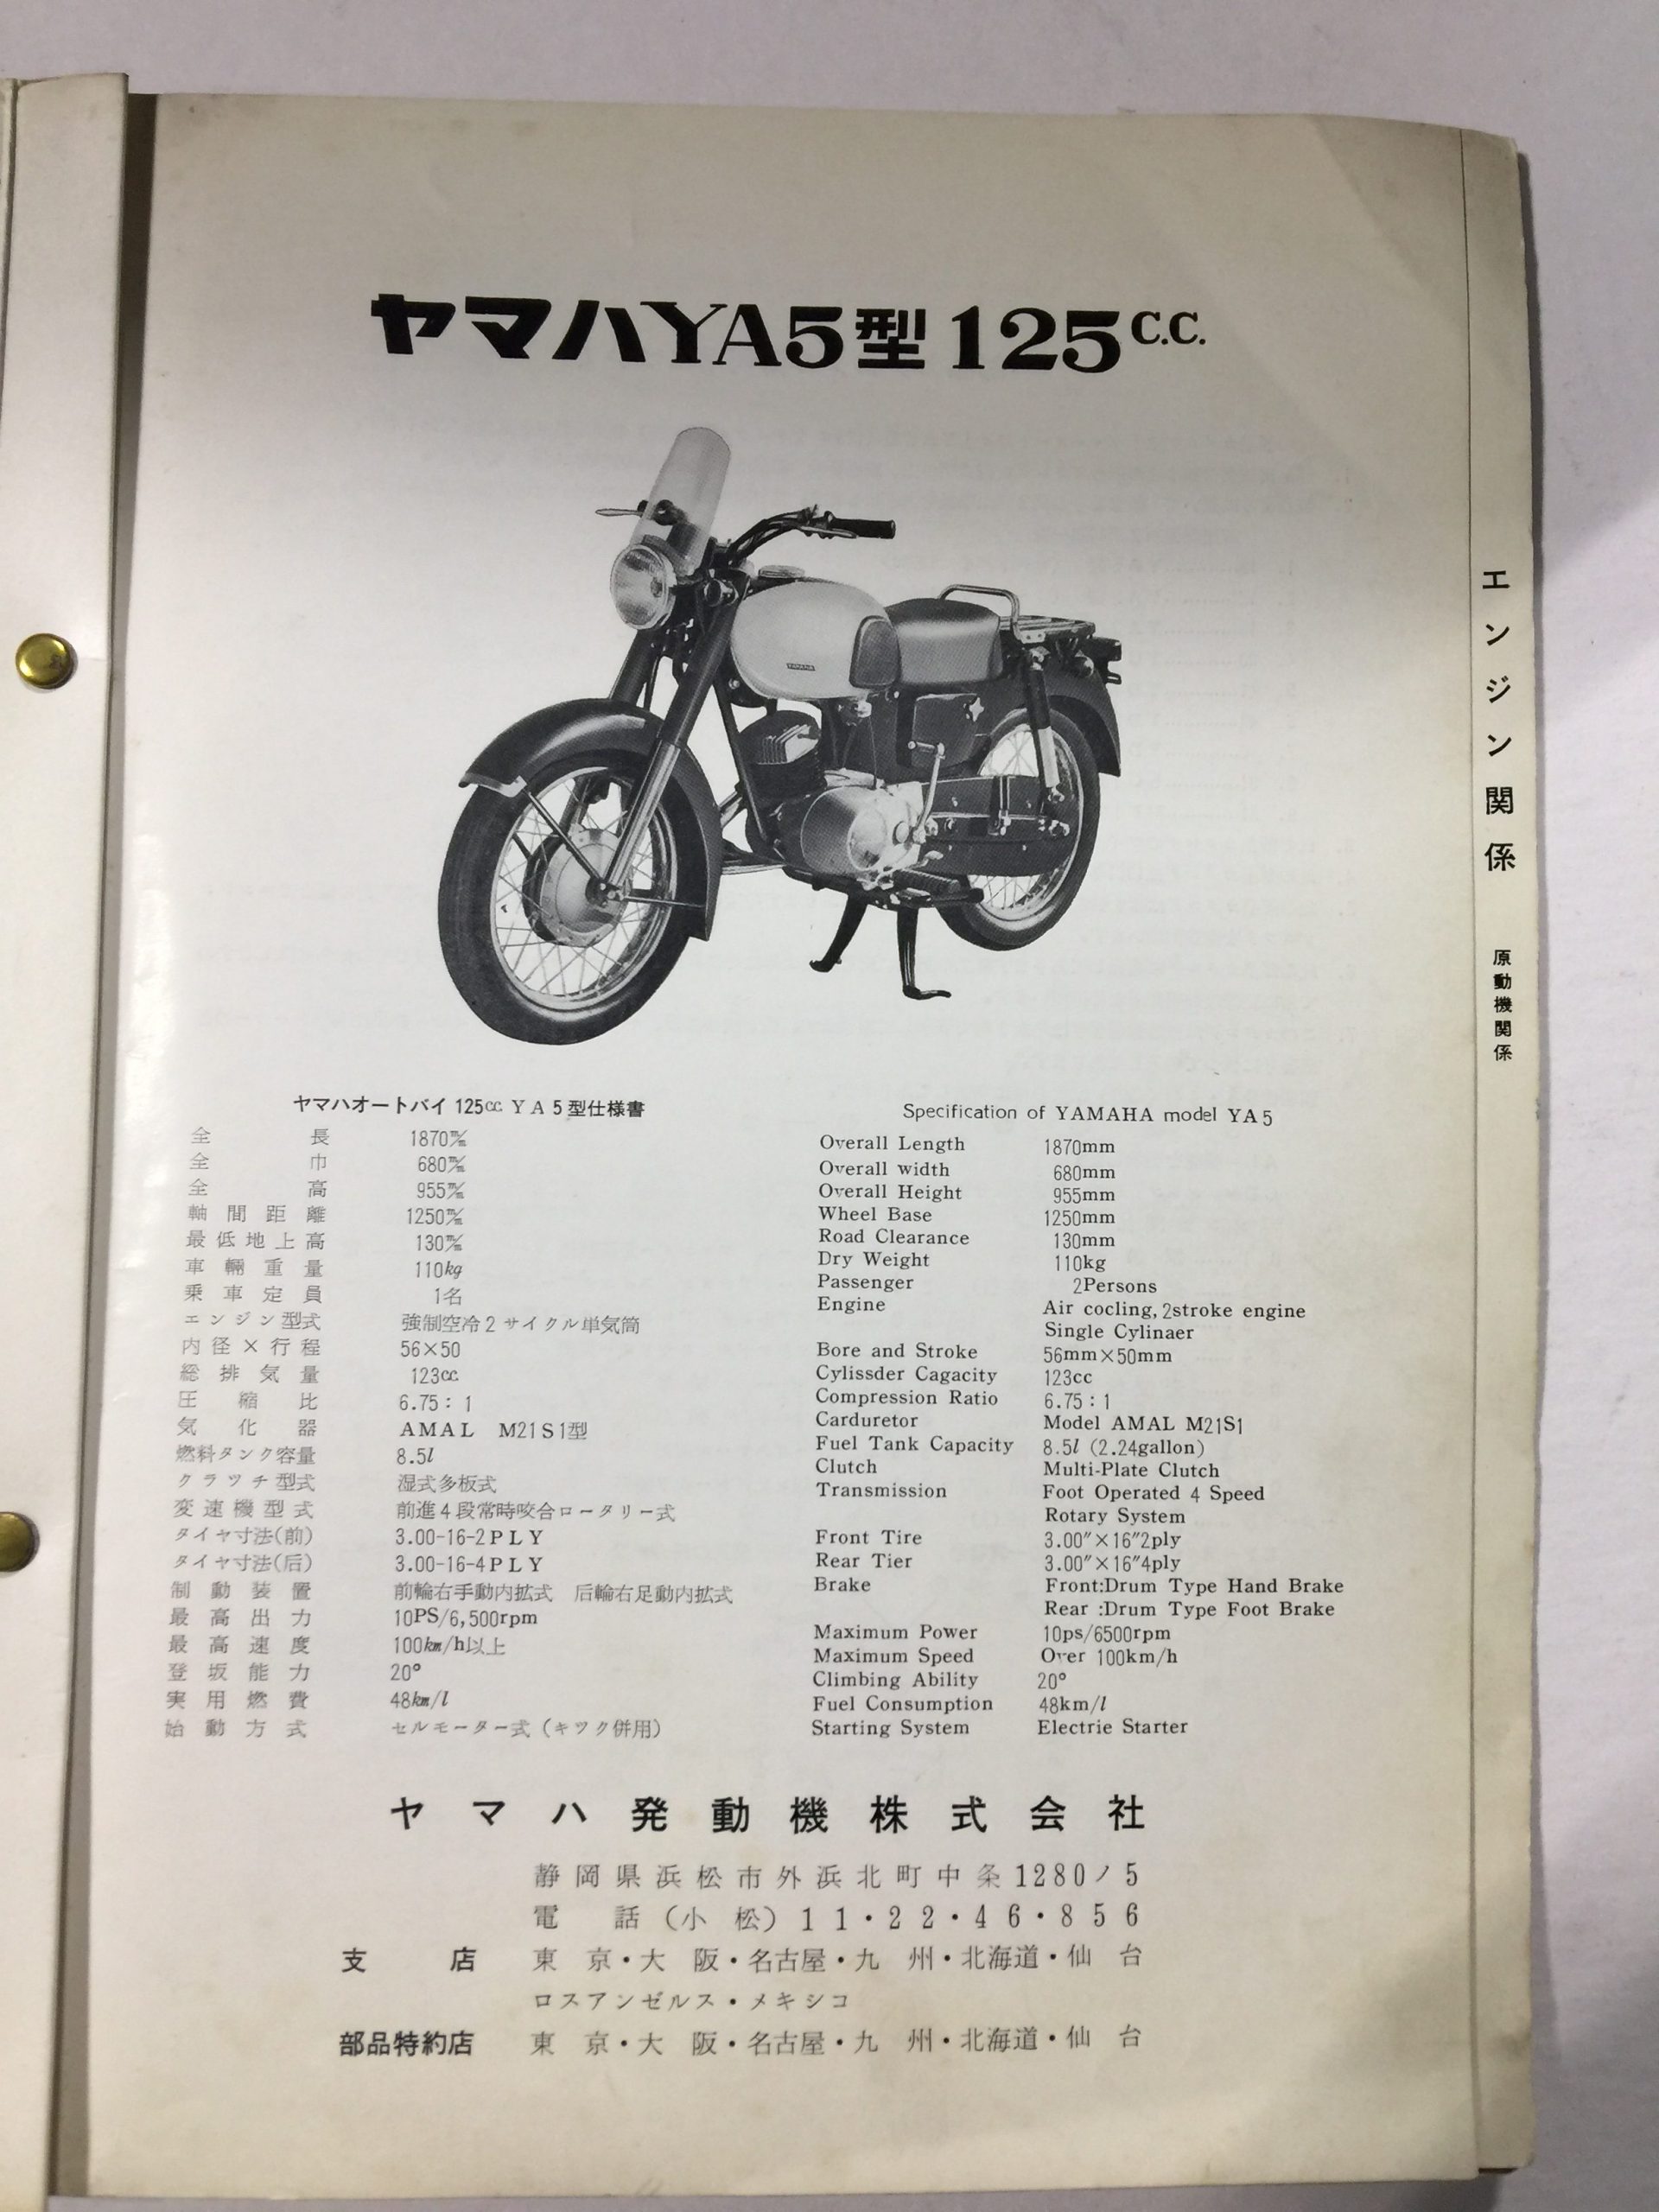 ヤマハYA5型 125C.C.
YAMAHA
ヤマハオートバイ 125cc YA5型仕様書
全長 1870m/m
全巾 680m/m
全高 955m/m
軸間距離 1250m/m
最低地上高 130m/m
車輛重量 110kg
乗車定員 1名
エンジン型式 強制空冷2サイクル単気筒
内径×行程 56×50
総排気量 123cc
圧縮比 6.75:1
気化器 AMAL M21S1型
燃料タンク容量 8.5l
クラッチ型式 湿式多板式
変速機型式 前進4段常時咬合ロータリー式
タイヤ寸法(前) 3.00-16-2PLY
タイヤ寸法(后) 3.00-16-4PLY
制動装置 前輪右手動内拡式 后輪右足動内拡式
最高出力 10PS/6,500rpm
最高速度 100km/h以上
登坂能力 20°
実用燃費 48km/l
始動方式 セルモーター式(キツク併用)
Specification of YAMAHA model YA5
Overall Length 1870mm
Overall width 680mm
Overall Height 955mm
Wheel Base 1250mm
Road Clearance 130mm
Dry Weight 110kg
Passenger 2Persons
Engine Air cocling, 2stroke engine
Single Cylinaer
Bore and Stroke 56mm×50mm
Cylissder Cagacity 123cc
Compression Ratio 6.75:1
Carduretor Model AMAL M21S1
Fuel Tank Capacity 8.5l (2.24gallon)
Clutch Multi-Plate Clutch
Transmission Foot Operated 4 Speed
Rotary System
Front Tire 3.00″×16″2ply
Rear Tier 3.00″×16″4ply
Brake Front:Drum Type Hand Brake
Rear :Drum Type Foot Brake
Maximum Power 10ps/6500rpm
Maximum Speed Over 100km/h
Climbing Ability 20°
Fuel Consumption 48km/l
Starting System Electrie Starter
ヤマハ発動機株式会社
静岡県浜松市外浜北町中条1280ノ5
電話(小松)11・22・46・856
支店 東京・大阪・名古屋・九州・北海道・仙台
ロスアンゼルス・メキシコ
部品特約店 東京・大阪・名古屋・九州・北海道・仙台
エンジン関係
原動機関係